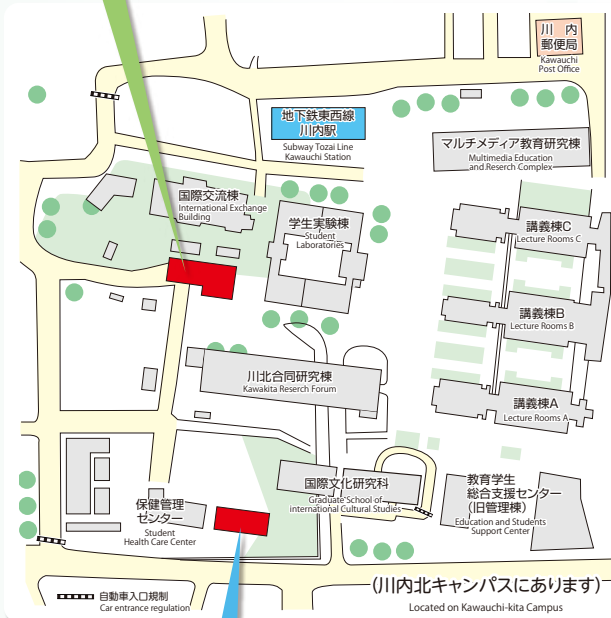 川 内
郵便局
Kawauchi
Post Office
地下鉄東西線
川内駅
Subway Tozai Line
Kawauchi Station
マルチメディア教育研究棟
Multimedia Education
and Reserch Complex
国際交流棟
International Exchange
Building
学生実験棟
Student
Laboratories
講義棟C
Lecture Rooms C
講義棟B
Lecture Rooms B
川北合同研究棟
Kawakita Reserch Forum
講義棟A
Lecture Rooms A
国際文化研究科
Graduate School of
international Cultural Studies
教育学生
総合支援センター
(旧管理棟)
Education and Students
Support Center
保健管理
センター
Student
Health Care Center
自動車入口規制
Car entrance regulation
(川内北キャンパスにあります)
Located on Kawauchi-kita Campus